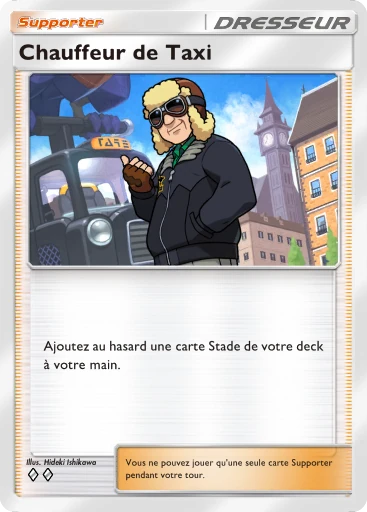 Supporter
DRESSEUR
Chauffeur de Taxi
TAXI
Ajoutez au hasard une carte Stade de votre deck
à votre main.
Illus. Hideki Ishikawa
Vous ne pouvez jouer qu'une seule carte Supporter
pendant votre tour.